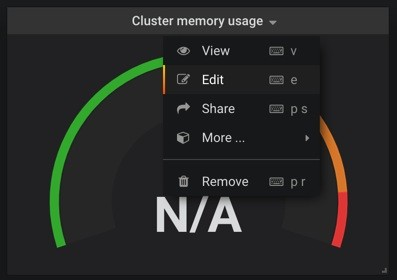 Cluster memory usage
View v
Edit e
Share p s
More ...
Remove p r
N/A